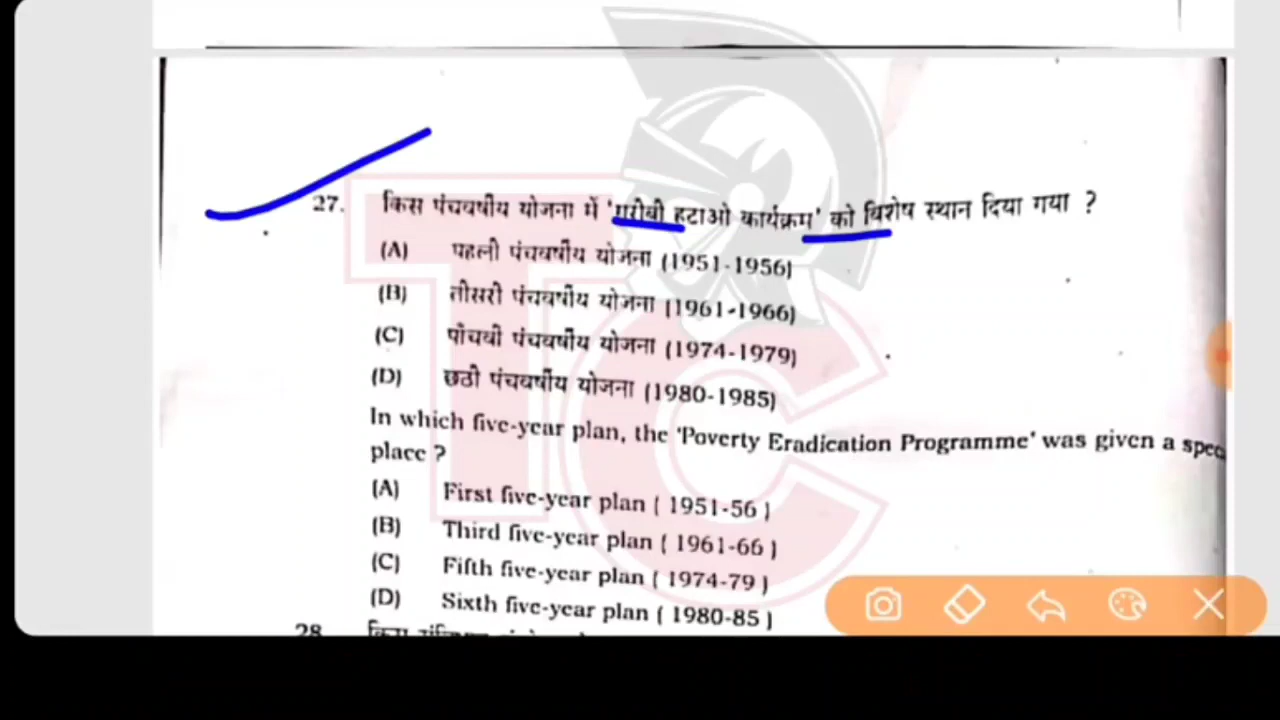 27. किस पंचवर्षीय योजना में 'गरीबी हटाओ कार्यक्रम' को विशेष स्थान दिया गया ?
(A) पहली पंचवर्षीय योजना (1951-1956)
(B) तीसरी पंचवर्षीय योजना (1961-1966)
(C) पाँचवी पंचवर्षीय योजना (1974-1979)
(D) छठी पंचवर्षीय योजना (1980-1985)
In which five-year plan, the 'Poverty Eradication Programme' was given a spec
place ?
(A) First five-year plan ( 1951-56 )
(B) Third five-year plan ( 1961-66 )
(C) Fifth five-year plan ( 1974-79 )
(D) Sixth five-year plan ( 1980-85 )
28. किस